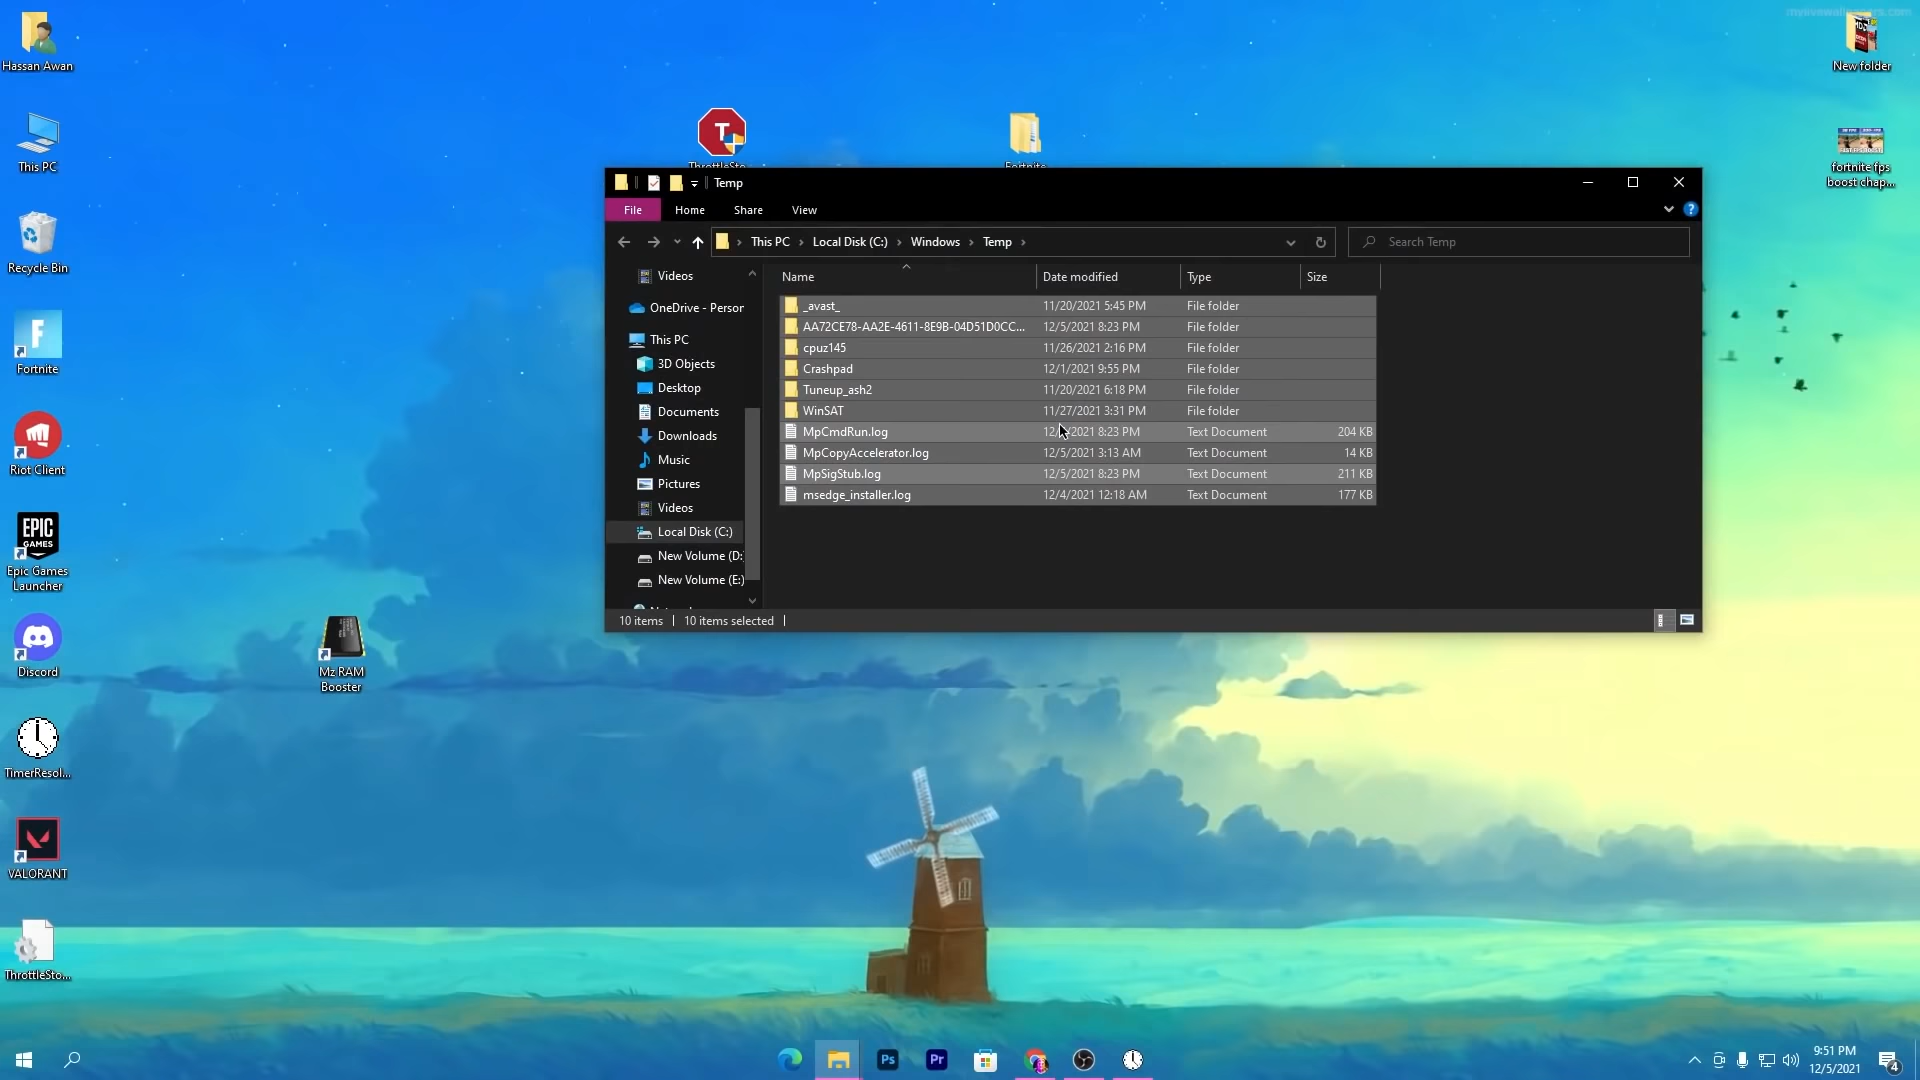 mylivewallpapers.com
Hassan Awan
This PC
Recycle Bin
Fortnite
Riot Client
EPIC
GAMES
Epic Games
Launcher
Discord
TimerResol...
VALORANT
ThrottleSto...
Mz RAM
Booster
T
ThrottleSto...
Fortnite
New folder
fortnite fps
boost chap...
Temp
File
Home
Share
View
This PC
Local Disk (C:)
Windows
Temp
Search Temp
Videos
OneDrive - Person
This PC
3D Objects
Desktop
Documents
Downloads
Music
Pictures
Videos
Local Disk (C:)
New Volume (D:)
New Volume (E:)
Name Date modified Type Size
_avast_ 11/20/2021 5:45 PM File folder
AA72CE78-AA2E-4611-8E9B-04D51D0CC... 12/5/2021 8:23 PM File folder
cpuz145 11/26/2021 2:16 PM File folder
Crashpad 12/1/2021 9:55 PM File folder
Tuneup_ash2 11/20/2021 6:18 PM File folder
WinSAT 11/27/2021 3:31 PM File folder
MpCmdRun.log 8:23 PM Text Document 204 KB
MpCopyAccelerator.log 12/5/2021 3:13 AM Text Document 14 KB
MpSigStub.log 12/5/2021 8:23 PM Text Document 211 KB
msedge_installer.log 12/4/2021 12:18 AM Text Document 177 KB
10 items
10 items selected
Ps
Pr
9:51 PM
12/5/2021
4